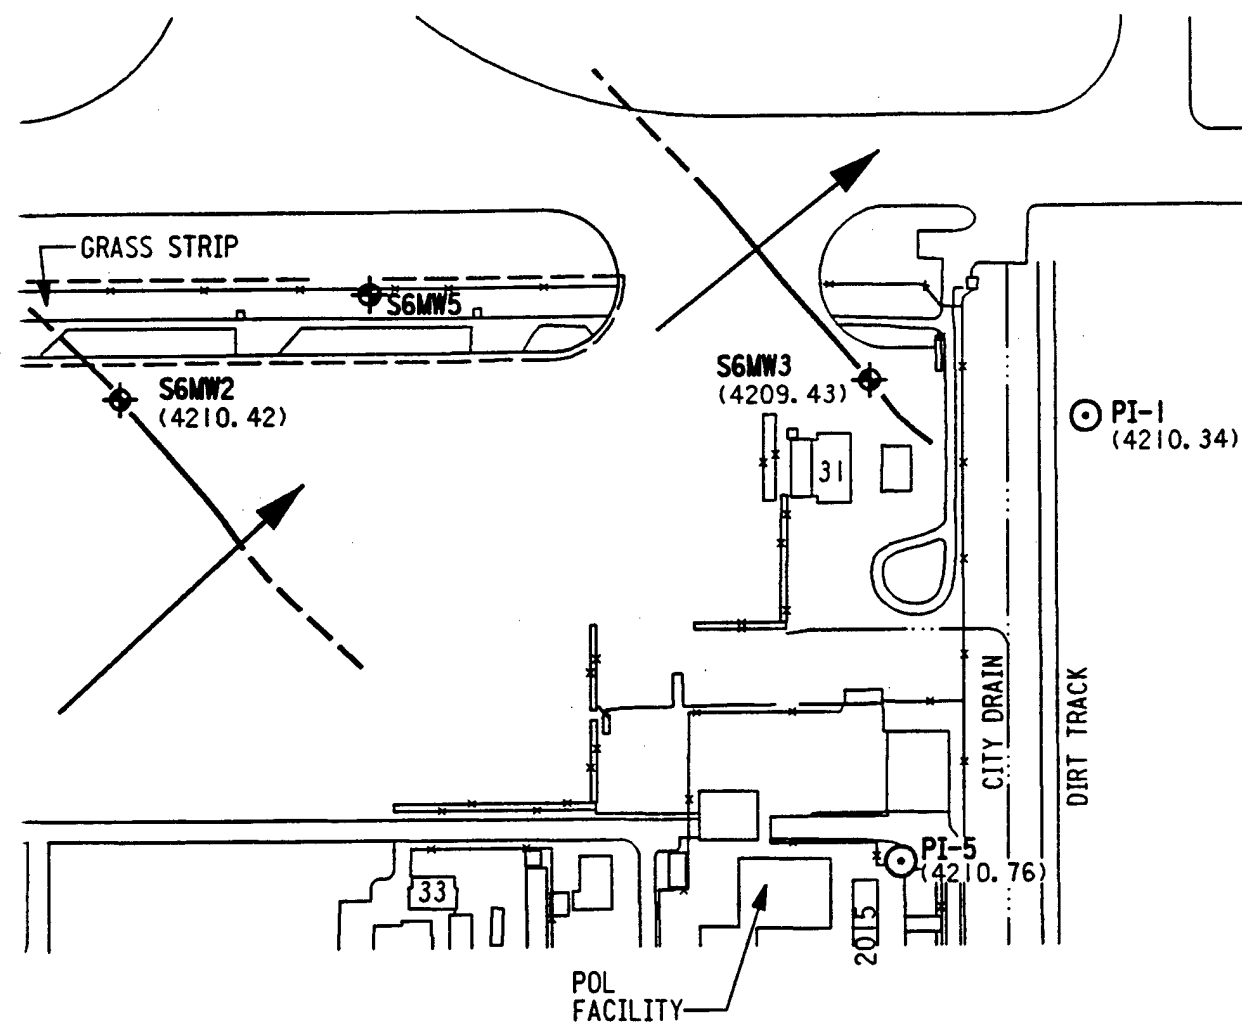 GRASS STRIP
S6MW5
S6MW2
(4210.42)
S6MW3
(4209.43)
PI-1
(4210.34)
31
CITY DRAIN
DIRT TRACK
PI-5
(4210.76)
33
2015
POL
FACILITY